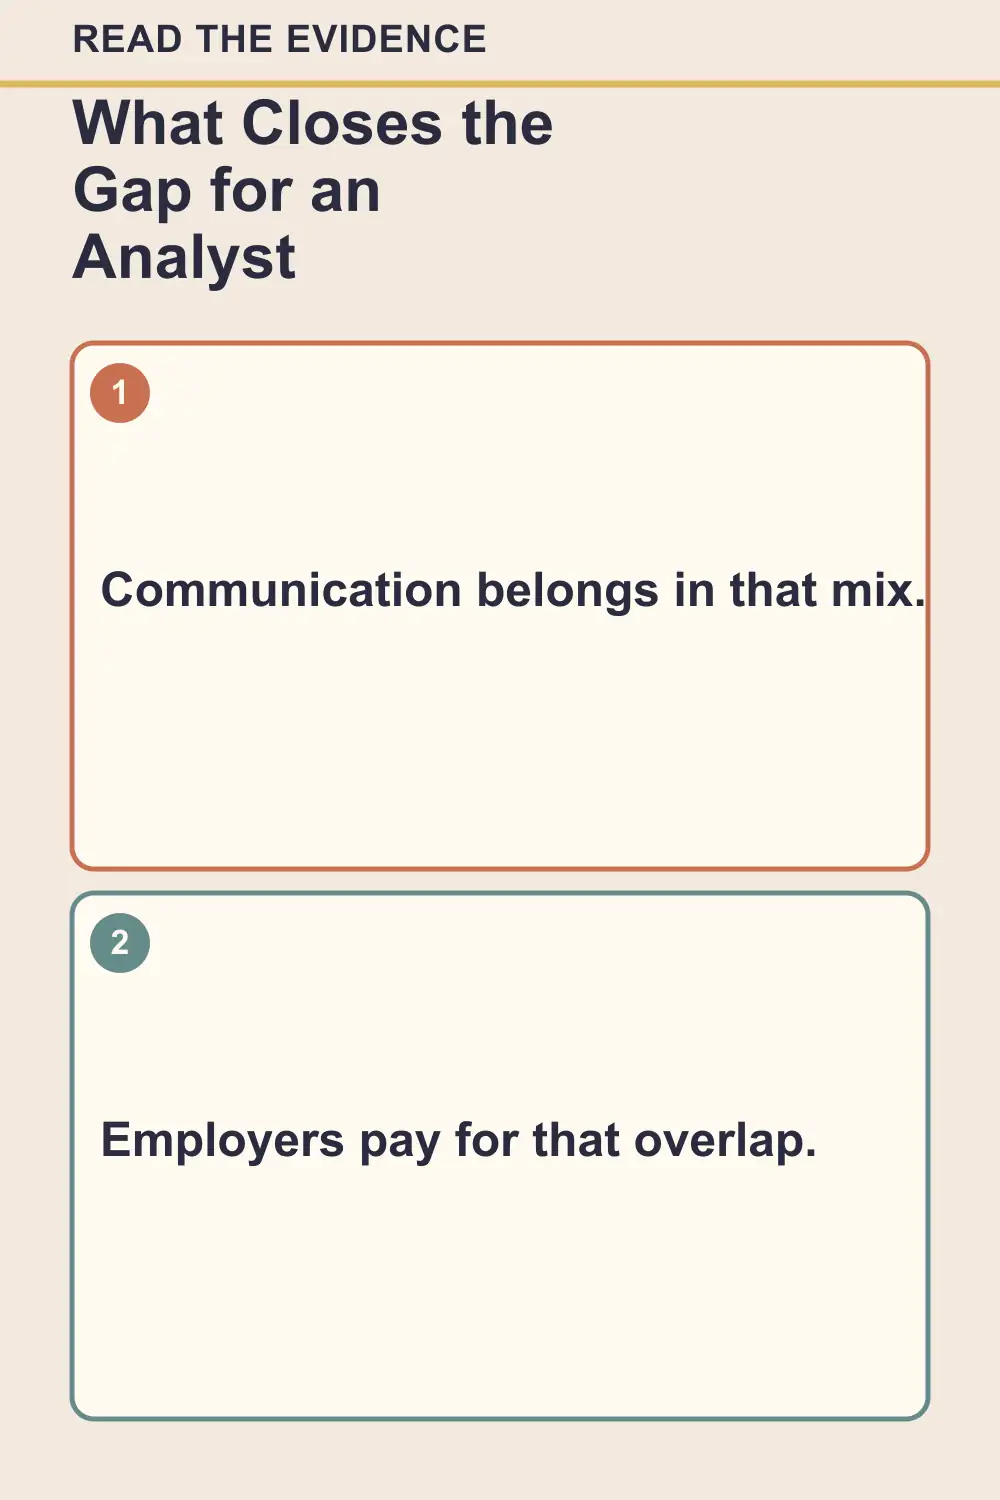 READ THE EVIDENCE
What Closes the
Gap for an
Analyst
1
Communication belongs in that mix.
2
Employers pay for that overlap.